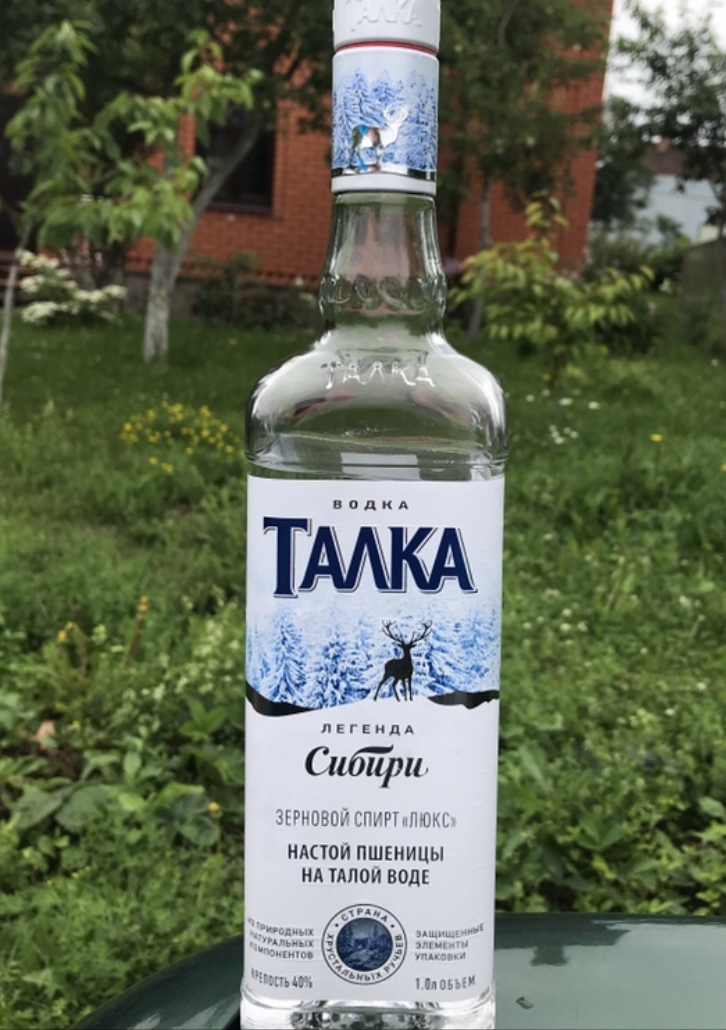 ТАЛКА
ТАЛКА
ВОДКА
ТАЛКА
ЛЕГЕНДА
Сибири
ЗЕРНОВОЙ СПИРТ «ЛЮКС»
НАСТОЙ ПШЕНИЦЫ
НА ТАЛОЙ ВОДЕ
ИЗ ПРИРОДНЫХ
НАТУРАЛЬНЫХ
КОМПОНЕНТОВ
КРЕПОСТЬ 40%
СТРАНА
ХРУСТАЛЬНЫХ РУЧЬЕВ
ЗАЩИЩЕННЫЕ
ЭЛЕМЕНТЫ
УПАКОВКИ
1.0л ОБЪЕМ